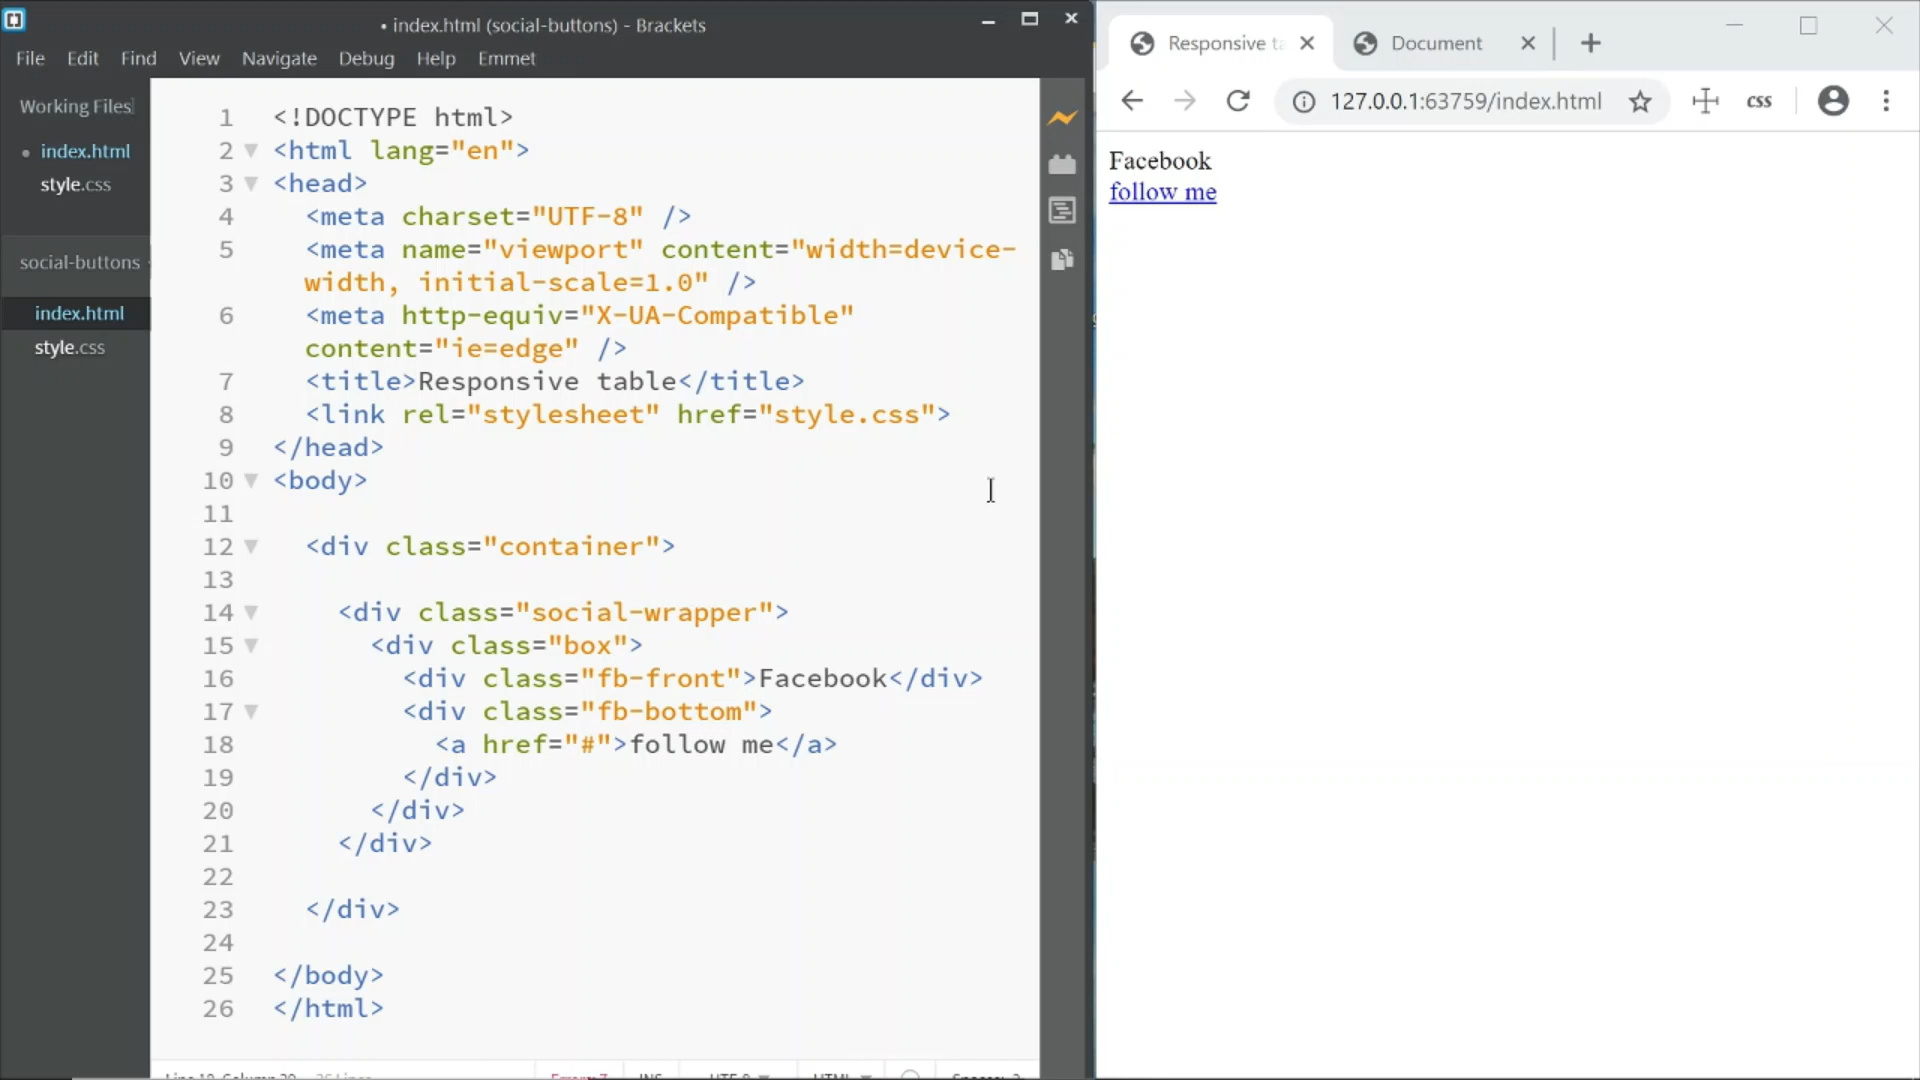 • index.html (social-buttons) - Brackets
File Edit Find View Navigate Debug Help Emmet
Working Files
• index.html
style.css
social-buttons
index.html
style.css
1 <!DOCTYPE html>
2 <html lang="en">
3 <head>
4 <meta charset="UTF-8" />
5 <meta name="viewport" content="width=device-
width, initial-scale=1.0" />
6 <meta http-equiv="X-UA-Compatible"
content="ie=edge" />
7 <title>Responsive table</title>
8 <link rel="stylesheet" href="style.css">
9 </head>
10 <body>
11
12 <div class="container">
13
14 <div class="social-wrapper">
15 <div class="box">
16 <div class="fb-front">Facebook</div>
17 <div class="fb-bottom">
18 <a href="#">follow me</a>
19 </div>
20 </div>
21 </div>
22
23 </div>
24
25 </body>
26 </html>
Responsive ta
Document
127.0.0.1:63759/index.html
css
Facebook
follow me